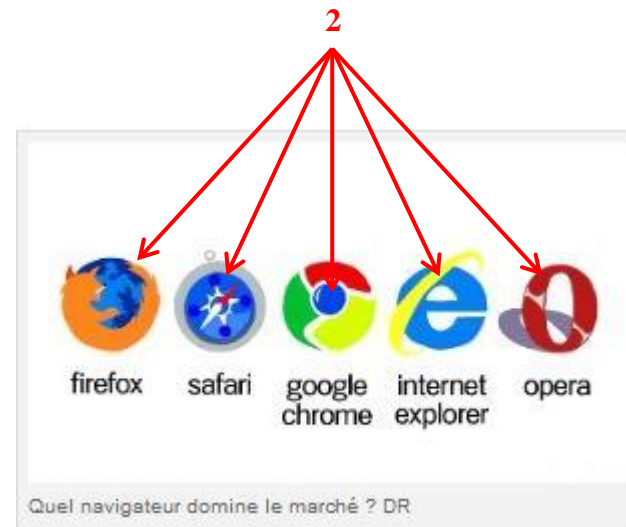 2
firefox
safari
google
chrome
internet
explorer
opera
Quel navigateur domine le marché ? DR